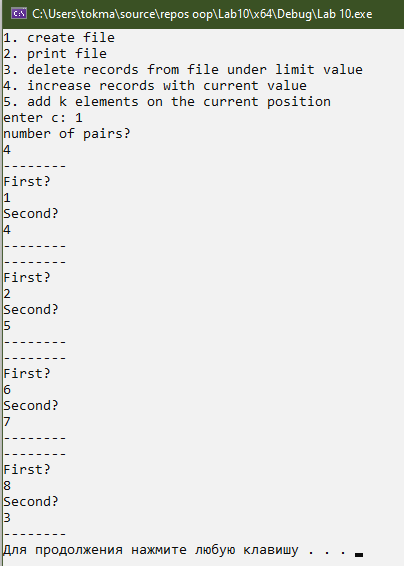 C:\Users\tokma\source\repos oop\Lab10\x64\Debug\Lab 10.exe
1. create file
2. print file
3. delete records from file under limit value
4. increase records with current value
5. add k elements on the current position
enter c: 1
number of pairs?
4
--------
First?
1
Second?
4
--------
--------
First?
2
Second?
5
--------
--------
First?
6
Second?
7
--------
--------
First?
8
Second?
3
--------
Для продолжения нажмите любую клавишу . . .